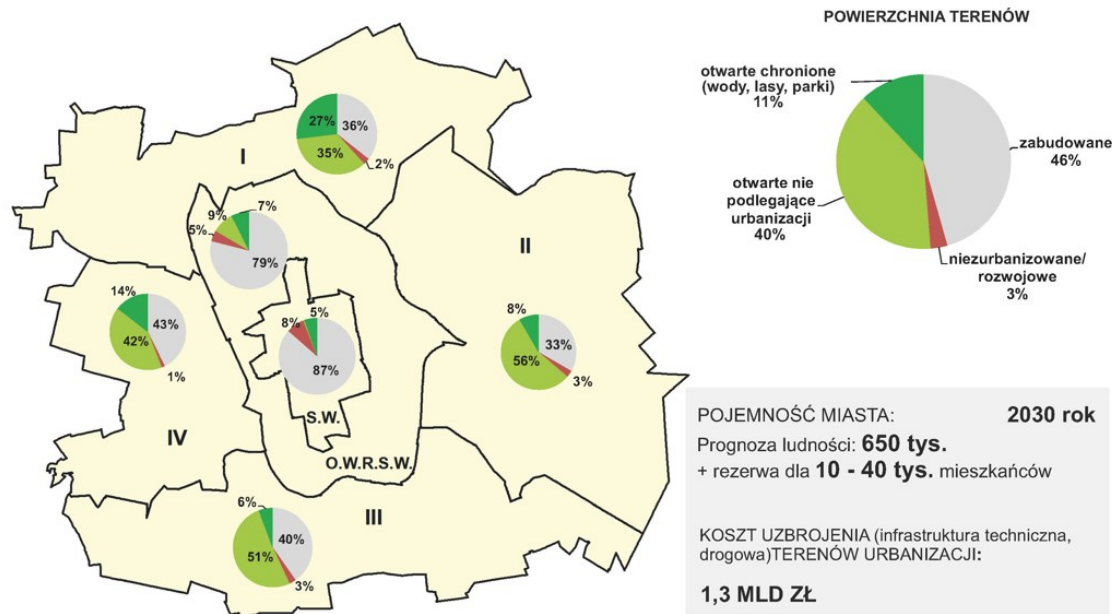 POWIERZCHNIA TERENÓW
otwarte chronione
(wody, lasy, parki)
11%
zabudowane
46%
otwarte nie
podlegające
urbanizacji
40%
niezurbanizowane/
rozwojowe
3%
I
27%
36%
35%
2%
9%
7%
5%
79%
II
8%
33%
56%
3%
14%
43%
42%
1%
IV
5%
8%
87%
S.W.
O.W.R.S.W.
III
6%
40%
51%
3%
POJEMNOŚĆ MIASTA: 2030 rok
Prognoza ludności: 650 tys.
+ rezerwa dla 10 - 40 tys. mieszkańców
KOSZT UZBROJENIA (infrastruktura techniczna,
drogowa)TERENÓW URBANIZACJI:
1,3 MLD ZŁ